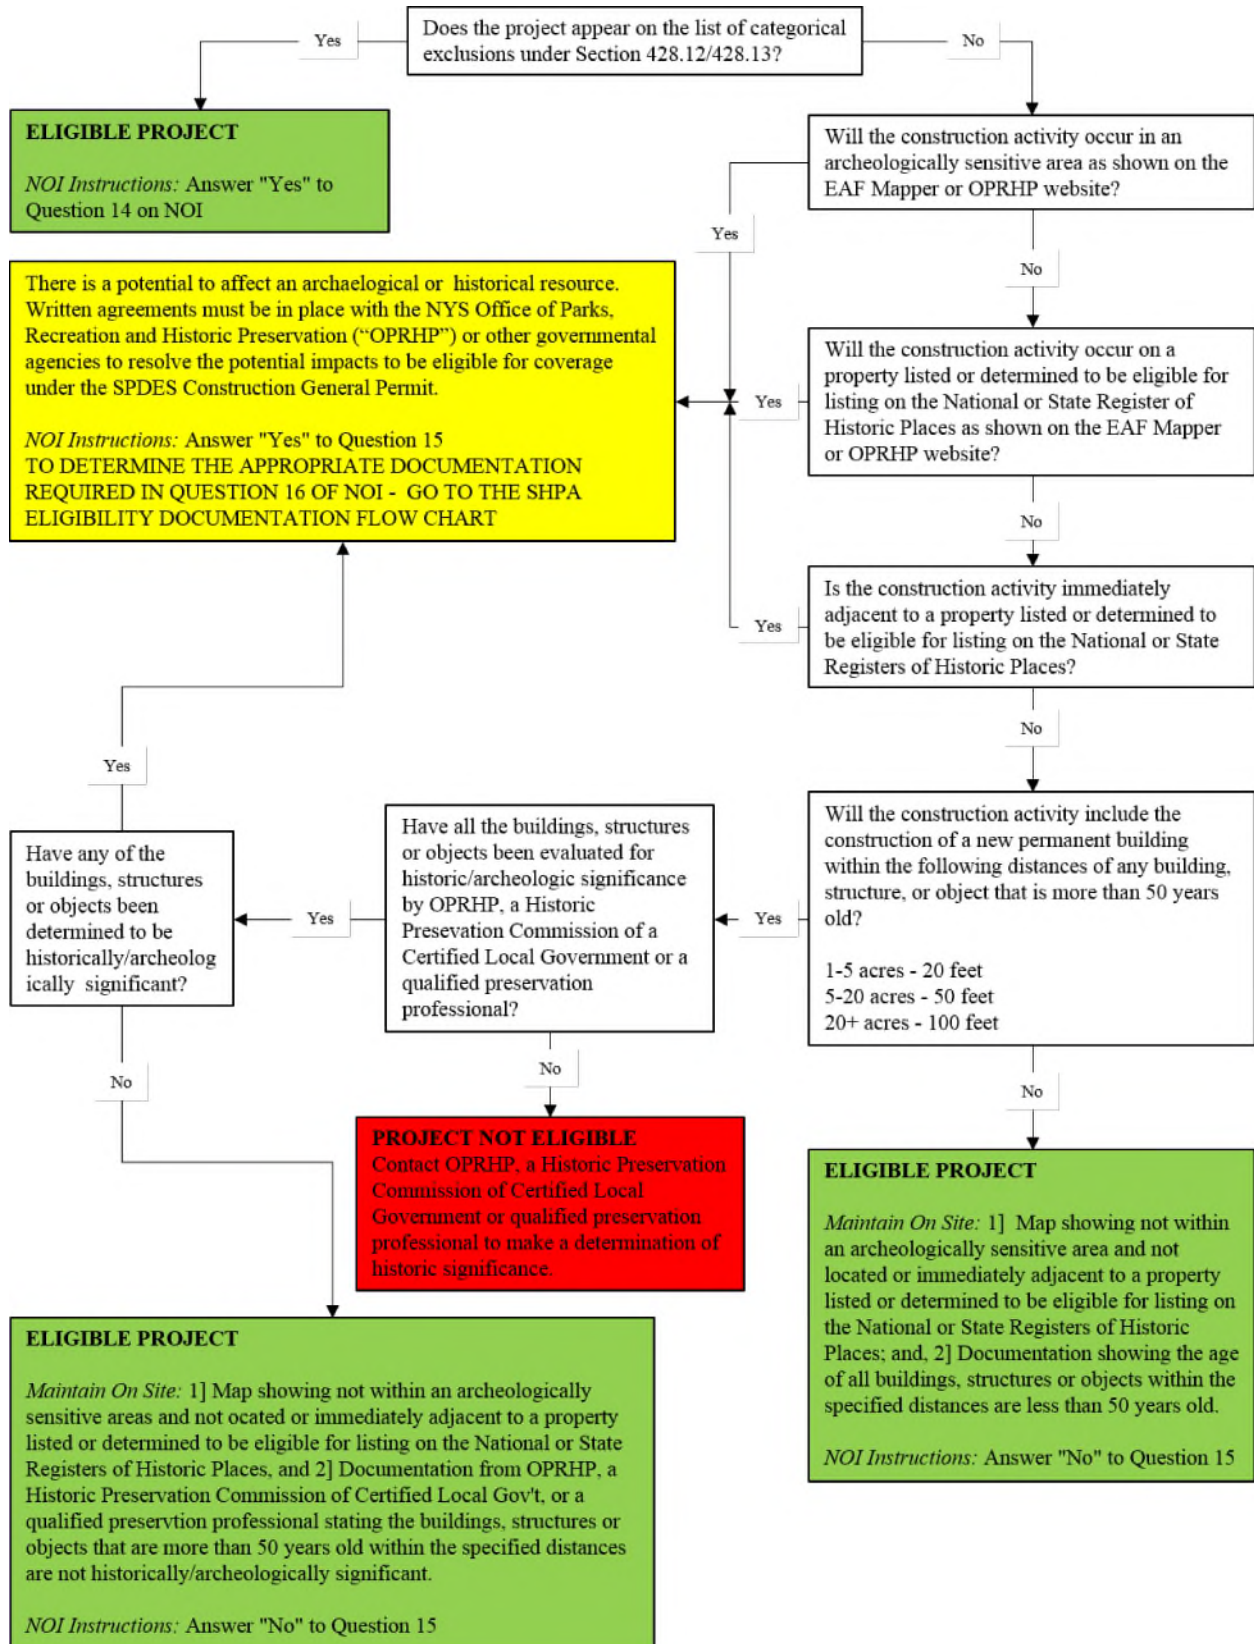 Does the project appear on the list of categorical
exclusions under Section 428.12/428.13?
Yes
No
ELIGIBLE PROJECT
NOI Instructions: Answer "Yes" to
Question 14 on NOI
Will the construction activity occur in an
archeologically sensitive area as shown on the
EAF Mapper or OPRHP website?
Yes
No
There is a potential to affect an archaelogical or historical resource.
Written agreements must be in place with the NYS Office of Parks,
Recreation and Historic Preservation (“OPRHP”) or other governmental
agencies to resolve the potential impacts to be eligible for coverage
under the SPDES Construction General Permit.
NOI Instructions: Answer "Yes" to Question 15
TO DETERMINE THE APPROPRIATE DOCUMENTATION
REQUIRED IN QUESTION 16 OF NOI - GO TO THE SHPA
ELIGIBILITY DOCUMENTATION FLOW CHART
Will the construction activity occur on a
property listed or determined to be eligible for
listing on the National or State Register of
Historic Places as shown on the EAF Mapper
or OPRHP website?
Yes
No
Is the construction activity immediately
adjacent to a property listed or determined to
be eligible for listing on the National or State
Registers of Historic Places?
Yes
No
Will the construction activity include the
construction of a new permanent building
within the following distances of any building,
structure, or object that is more than 50 years
old?
1-5 acres - 20 feet
5-20 acres - 50 feet
20+ acres - 100 feet
Yes
No
Have all the buildings, structures
or objects been evaluated for
historic/archeologic significance
by OPRHP, a Historic
Presevation Commission of a
Certified Local Government or a
qualified preservation
professional?
Yes
No
Have any of the
buildings, structures
or objects been
determined to be
historically/archeolog
ically significant?
Yes
No
PROJECT NOT ELIGIBLE
Contact OPRHP, a Historic Preservation
Commission of Certified Local
Government or qualified preservation
professional to make a determination of
historic significance.
ELIGIBLE PROJECT
Maintain On Site: 1] Map showing not within
an archeologically sensitive area and not
located or immediately adjacent to a property
listed or determined to be eligible for listing on
the National or State Registers of Historic
Places; and, 2] Documentation showing the age
of all buildings, structures or objects within the
specified distances are less than 50 years old.
NOI Instructions: Answer "No" to Question 15
ELIGIBLE PROJECT
Maintain On Site: 1] Map showing not within an archeologically
sensitive areas and not ocated or immediately adjacent to a property
listed or determined to be eligible for listing on the National or State
Registers of Historic Places, and 2] Documentation from OPRHP, a
Historic Preservation Commission of Certified Local Gov't, or a
qualified preservtion professional stating the buildings, structures or
objects that are more than 50 years old within the specified distances
are not historically/archeologically significant.
NOI Instructions: Answer "No" to Question 15